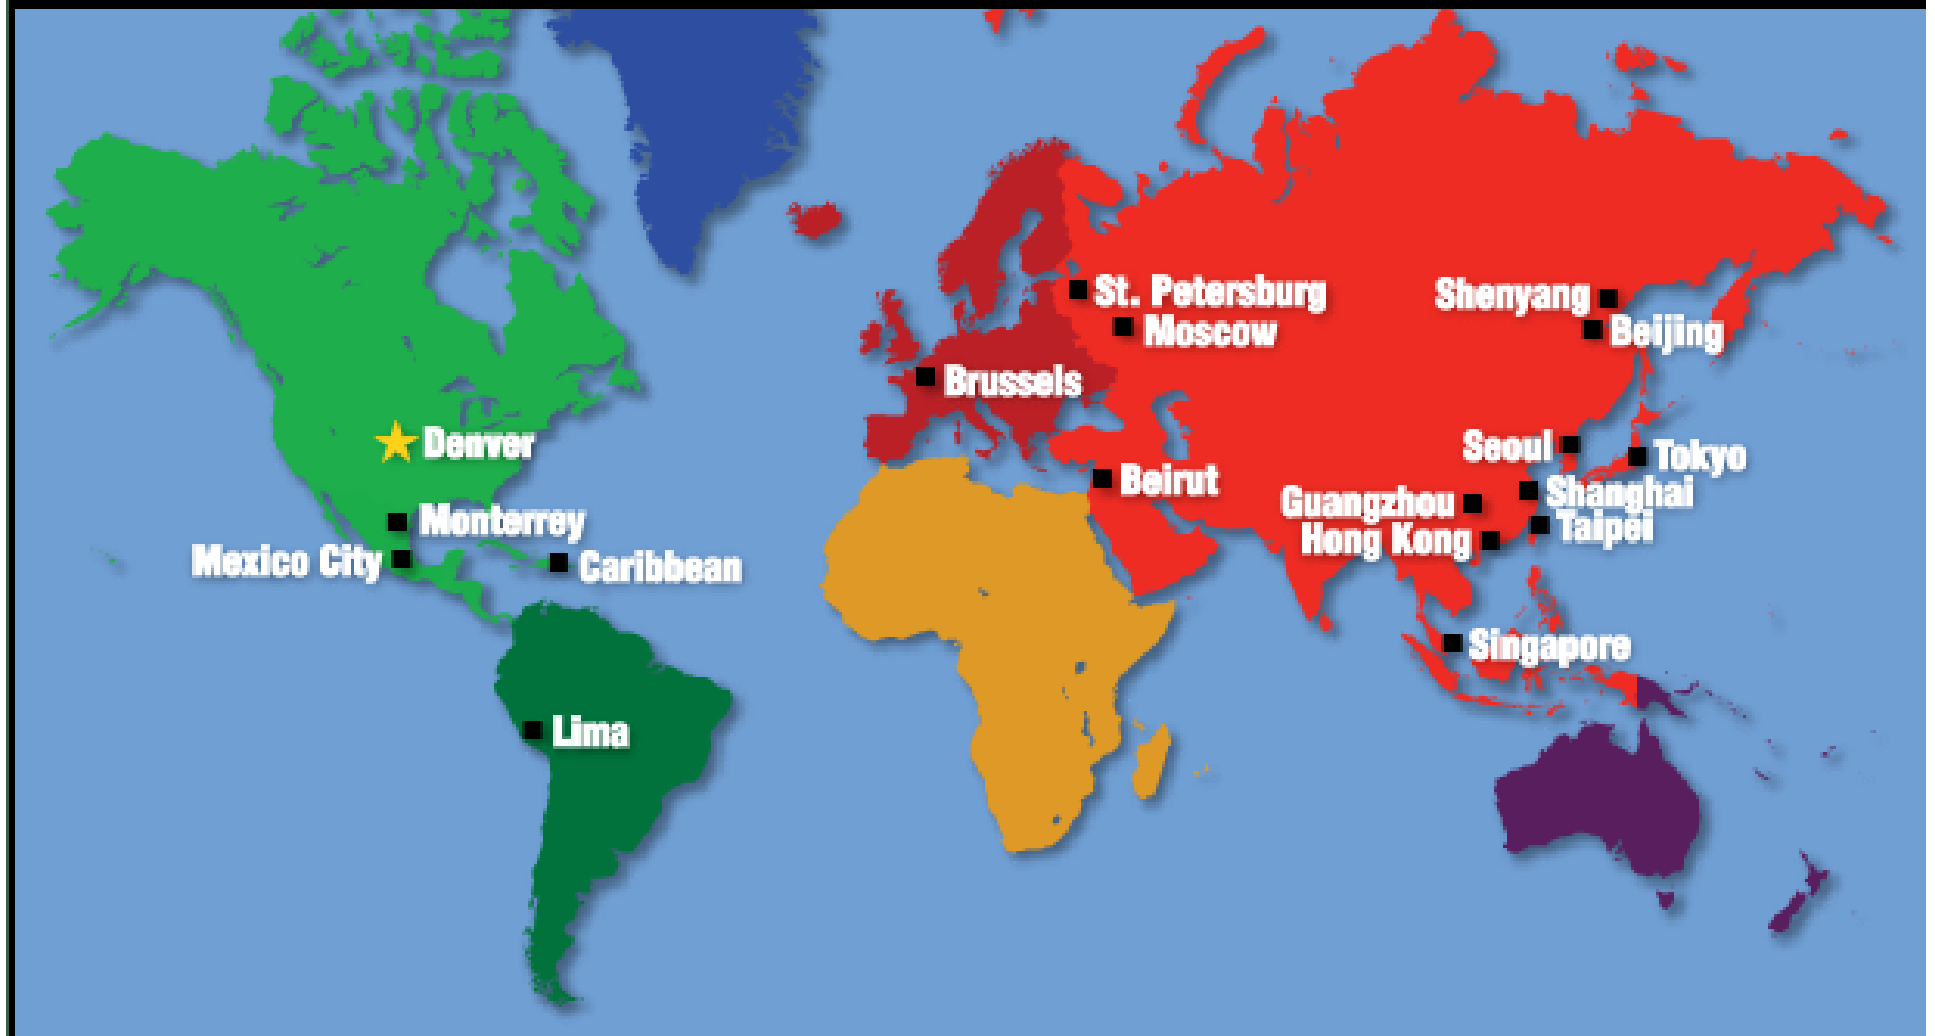 St. Petersburg
Shenyang
Moscow
Beijing
Brussels
Denver
Seoul
Tokyo
Beirut
Shanghai
Guangzhou
Monterrey
Taipei
Hong Kong
Mexico City
Caribbean
Singapore
Lima